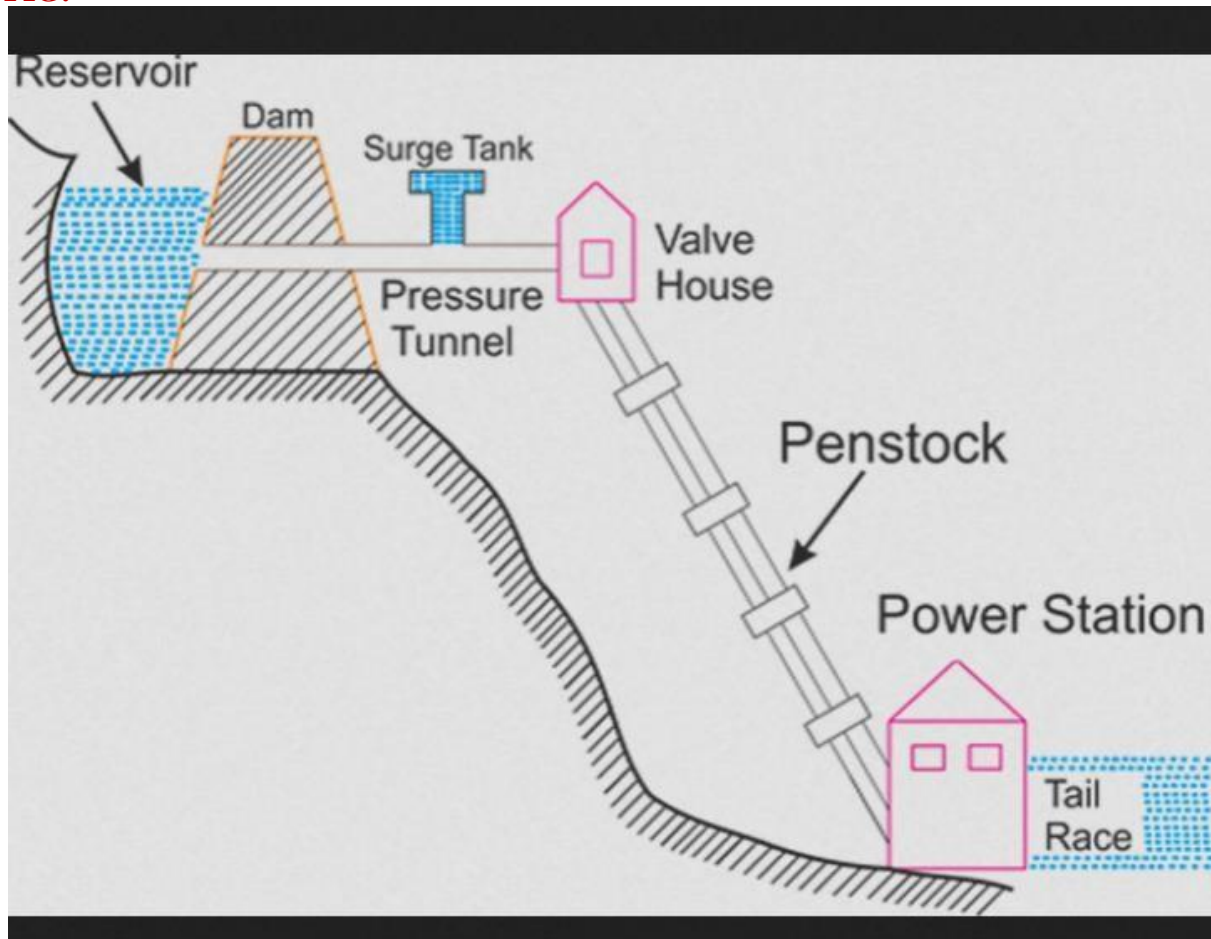 Reservoir
Dam
Surge Tank
Valve
House
Pressure
Tunnel
Penstock
Power Station
Tail
Race